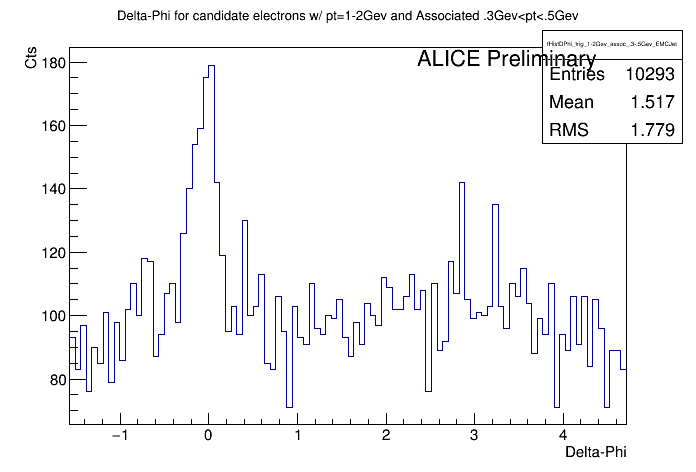 Delta-Phi for candidate electrons w/ pt=1-2Gev and Associated .3Gev<pt<.5Gev
Cts
ALICE Preliminary
fHistDPhi_trig_1-2Gev_assoc_.3-.5Gev_EMCJet
Entries 10293
Mean 1.517
RMS 1.779
180
160
140
120
100
80
−1 0 1 2 3 4
Delta-Phi